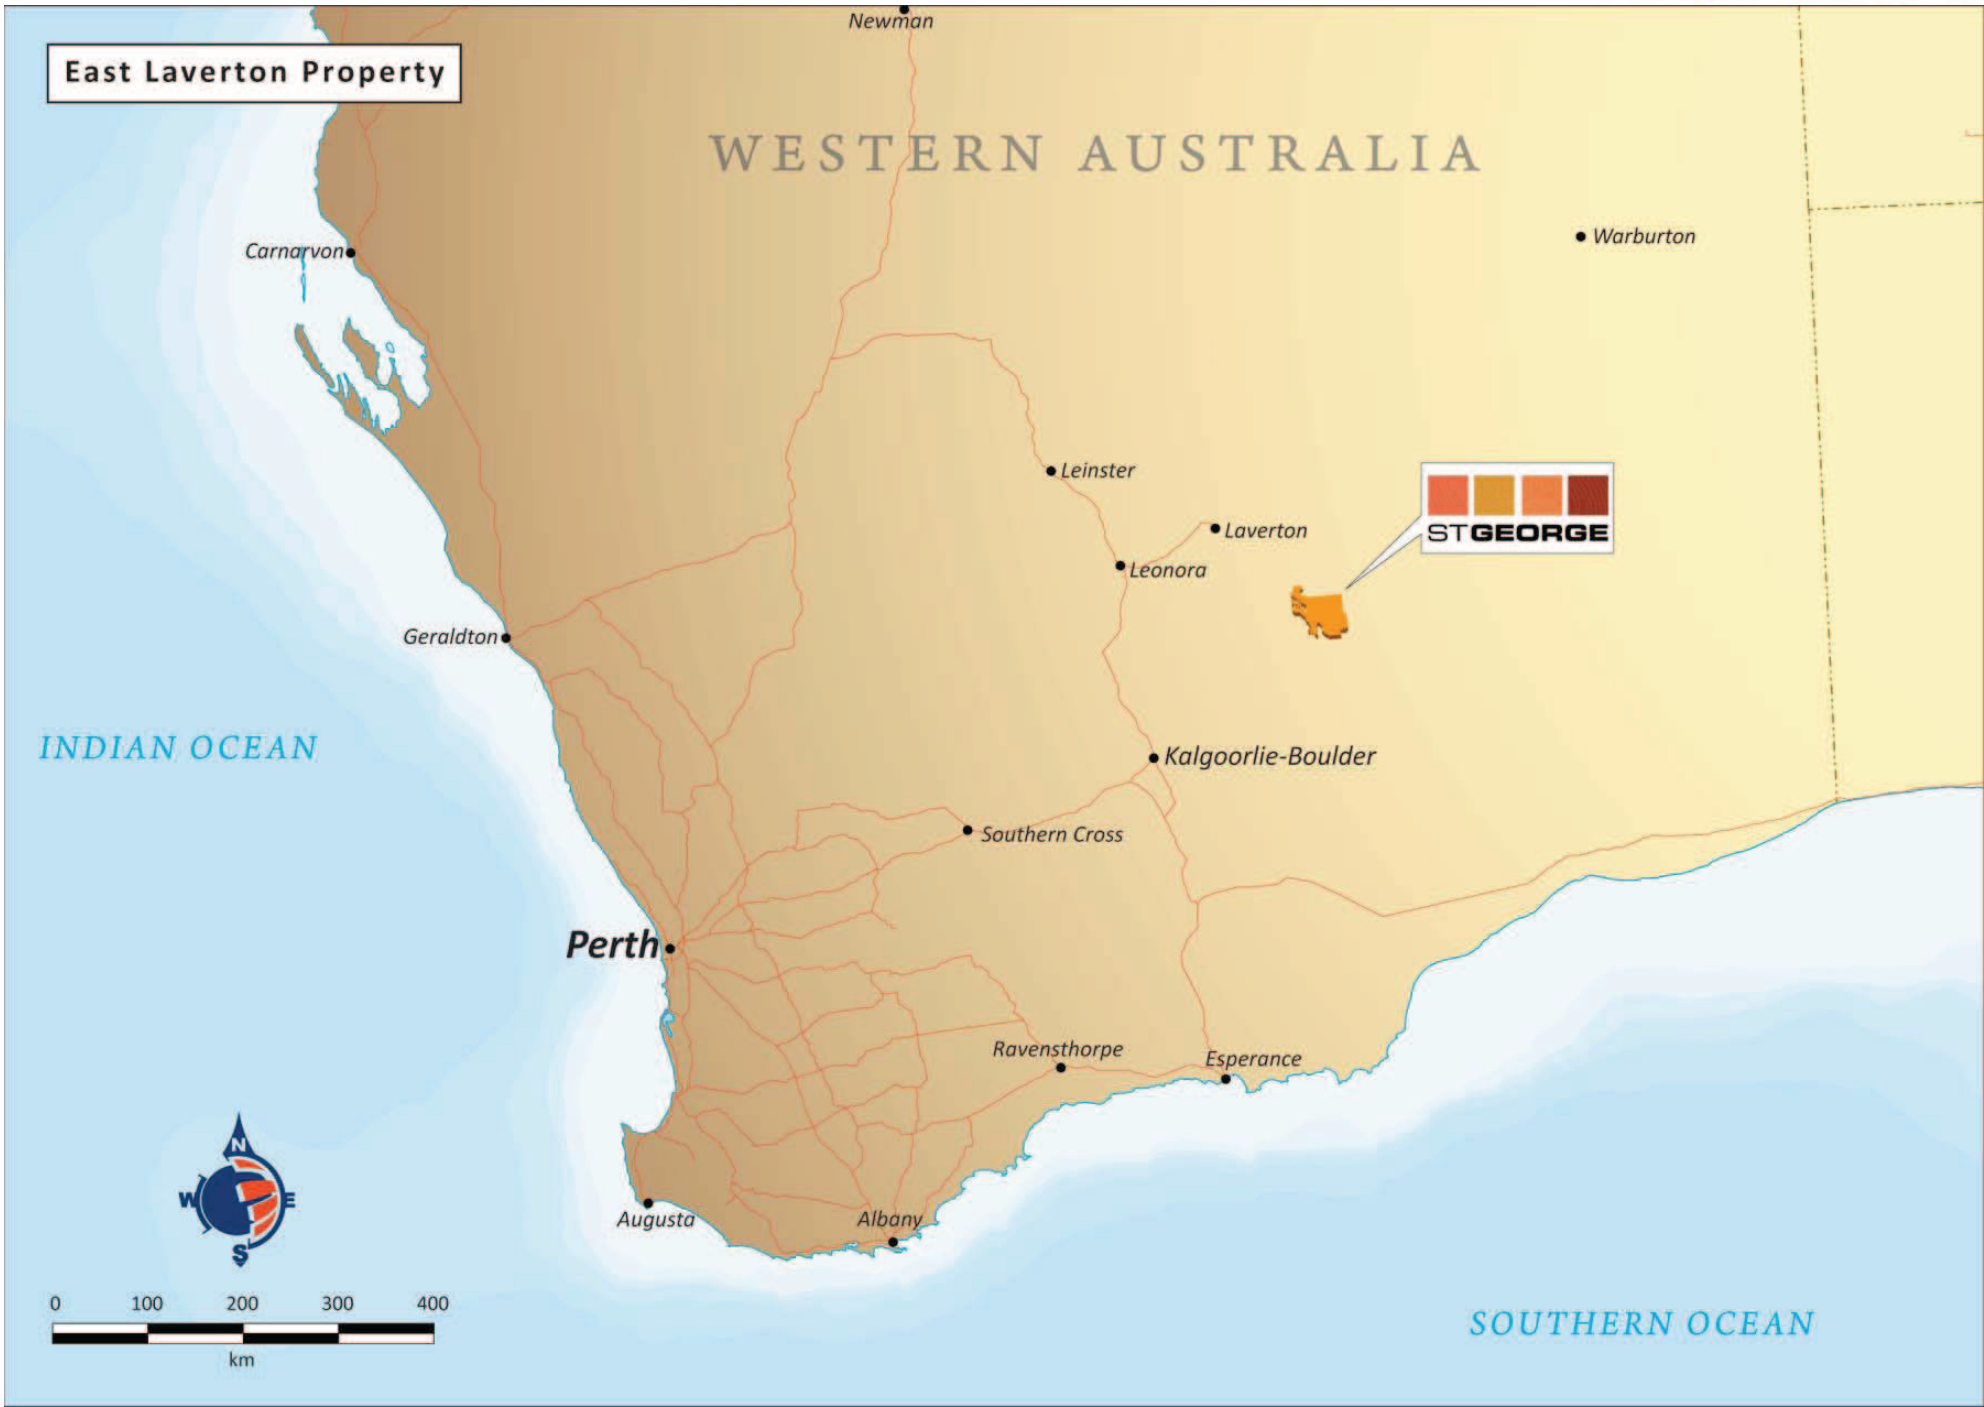 Newman
East Laverton Property
WESTERN AUSTRALIA
Warburton
Carnarvon
Leinster
STGEORGE
Laverton
Leonora
Geraldton
INDIAN OCEAN
Kalgoorlie-Boulder
Southern Cross
Perth
Ravensthorpe
Esperance
N
W E
S
Augusta
Albany
0 100 200 300 400
km
SOUTHERN OCEAN